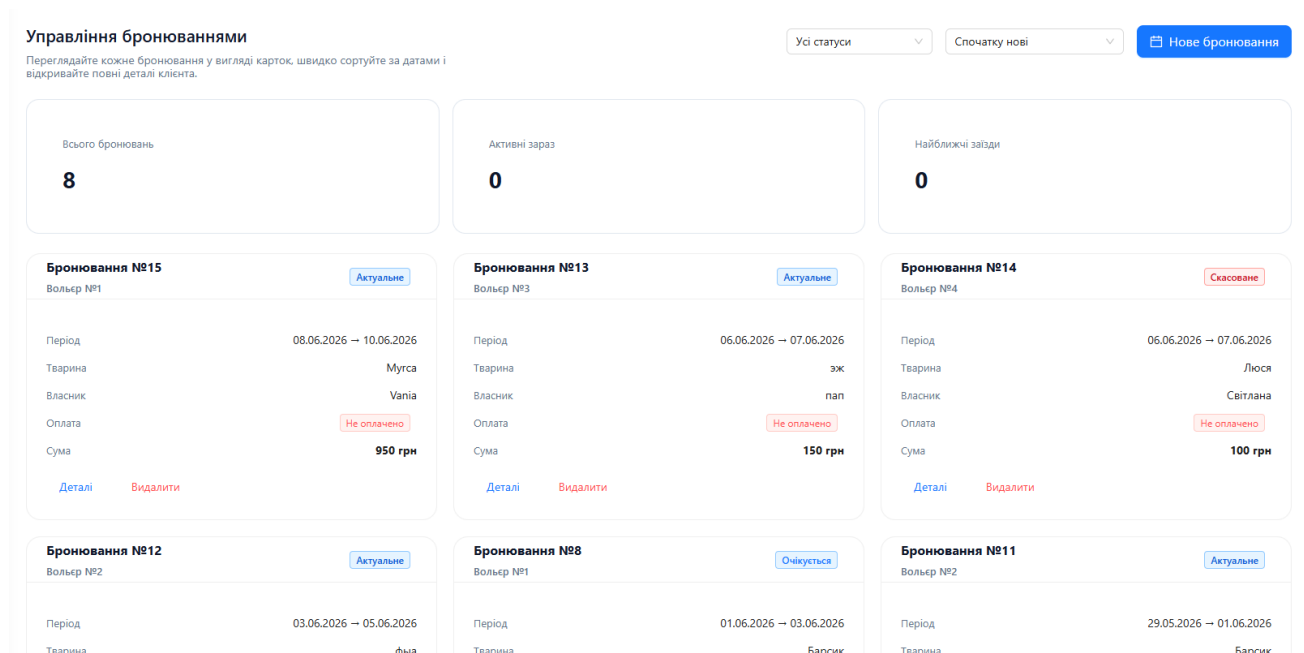 Управління бронюваннями
Переглядайте кожне бронювання у вигляді карток, швидко сортуйте за датами і
відкривайте повні деталі клієнта.
Усі статуси
Спочатку нові
Нове бронювання
Всього бронювань
8
Активні зараз
0
Найближчі заїзди
0
Бронювання №15
Вольєр №1
Актуальне
Період 08.06.2026 → 10.06.2026
Тварина Мугса
Власник Vania
Оплата Не оплачено
Сума 950 грн
Деталі Видалити
Бронювання №13
Вольєр №3
Актуальне
Період 06.06.2026 → 07.06.2026
Тварина эж
Власник пап
Оплата Не оплачено
Сума 150 грн
Деталі Видалити
Бронювання №14
Вольєр №4
Скасоване
Період 06.06.2026 → 07.06.2026
Тварина Люся
Власник Світлана
Оплата Не оплачено
Сума 100 грн
Деталі Видалити
Бронювання №12
Вольєр №2
Актуальне
Період 03.06.2026 → 05.06.2026
Тварина фыа
Бронювання №8
Вольєр №1
Очікується
Період 01.06.2026 → 03.06.2026
Тварина Барсик
Бронювання №11
Вольєр №2
Актуальне
Період 29.05.2026 → 01.06.2026
Тварина Барсик